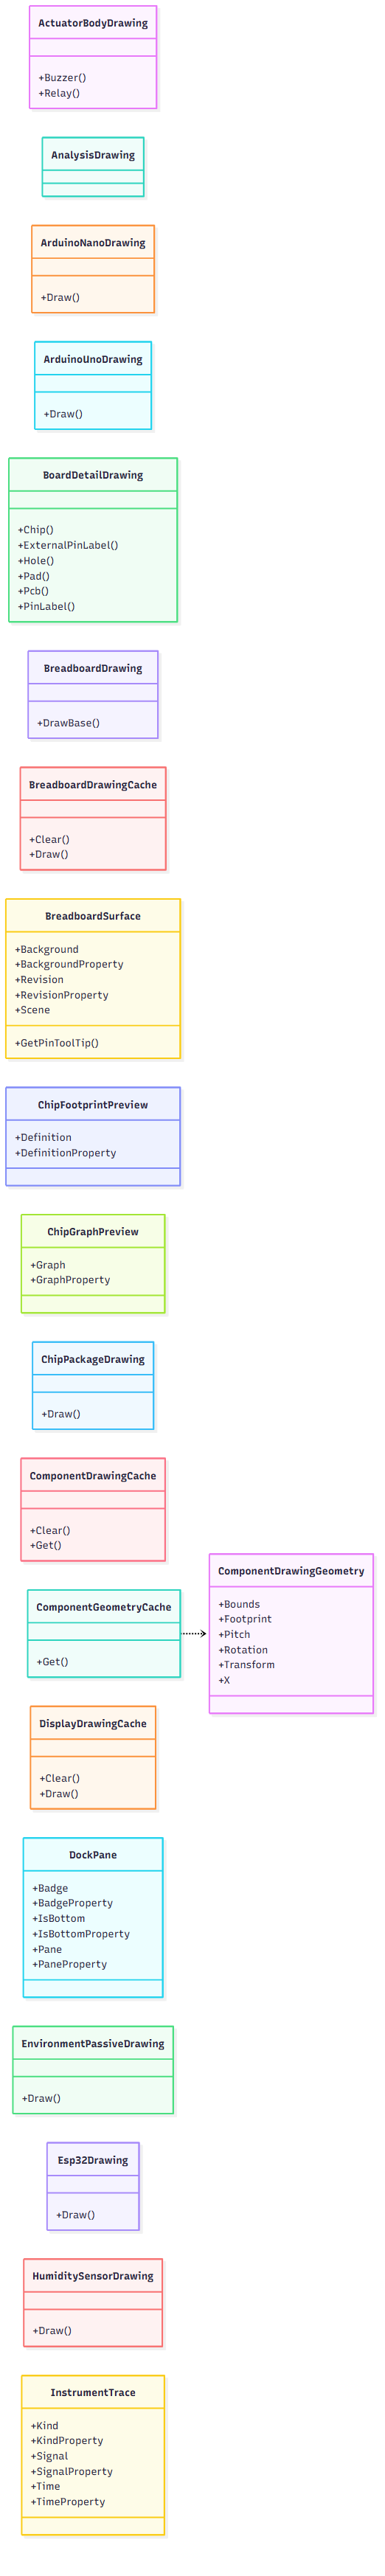 ActuatorBodyDrawing
+Buzzer()
+Relay()
AnalysisDrawing
ArduinoNanoDrawing
+Draw()
ArduinoUnoDrawing
+Draw()
BoardDetailDrawing
+Chip()
+ExternalPinLabel()
+Hole()
+Pad()
+Pcb()
+PinLabel()
BreadboardDrawing
+DrawBase()
BreadboardDrawingCache
+Clear()
+Draw()
BreadboardSurface
+Background
+BackgroundProperty
+Revision
+RevisionProperty
+Scene
+GetPinToolTip()
ChipFootprintPreview
+Definition
+DefinitionProperty
ChipGraphPreview
+Graph
+GraphProperty
ChipPackageDrawing
+Draw()
ComponentDrawingCache
+Clear()
+Get()
ComponentGeometryCache
+Get()
ComponentDrawingGeometry
+Bounds
+Footprint
+Pitch
+Rotation
+Transform
+X
DisplayDrawingCache
+Clear()
+Draw()
DockPane
+Badge
+BadgeProperty
+IsBottom
+IsBottomProperty
+Pane
+PaneProperty
EnvironmentPassiveDrawing
+Draw()
Esp32Drawing
+Draw()
HumiditySensorDrawing
+Draw()
InstrumentTrace
+Kind
+KindProperty
+Signal
+SignalProperty
+Time
+TimeProperty